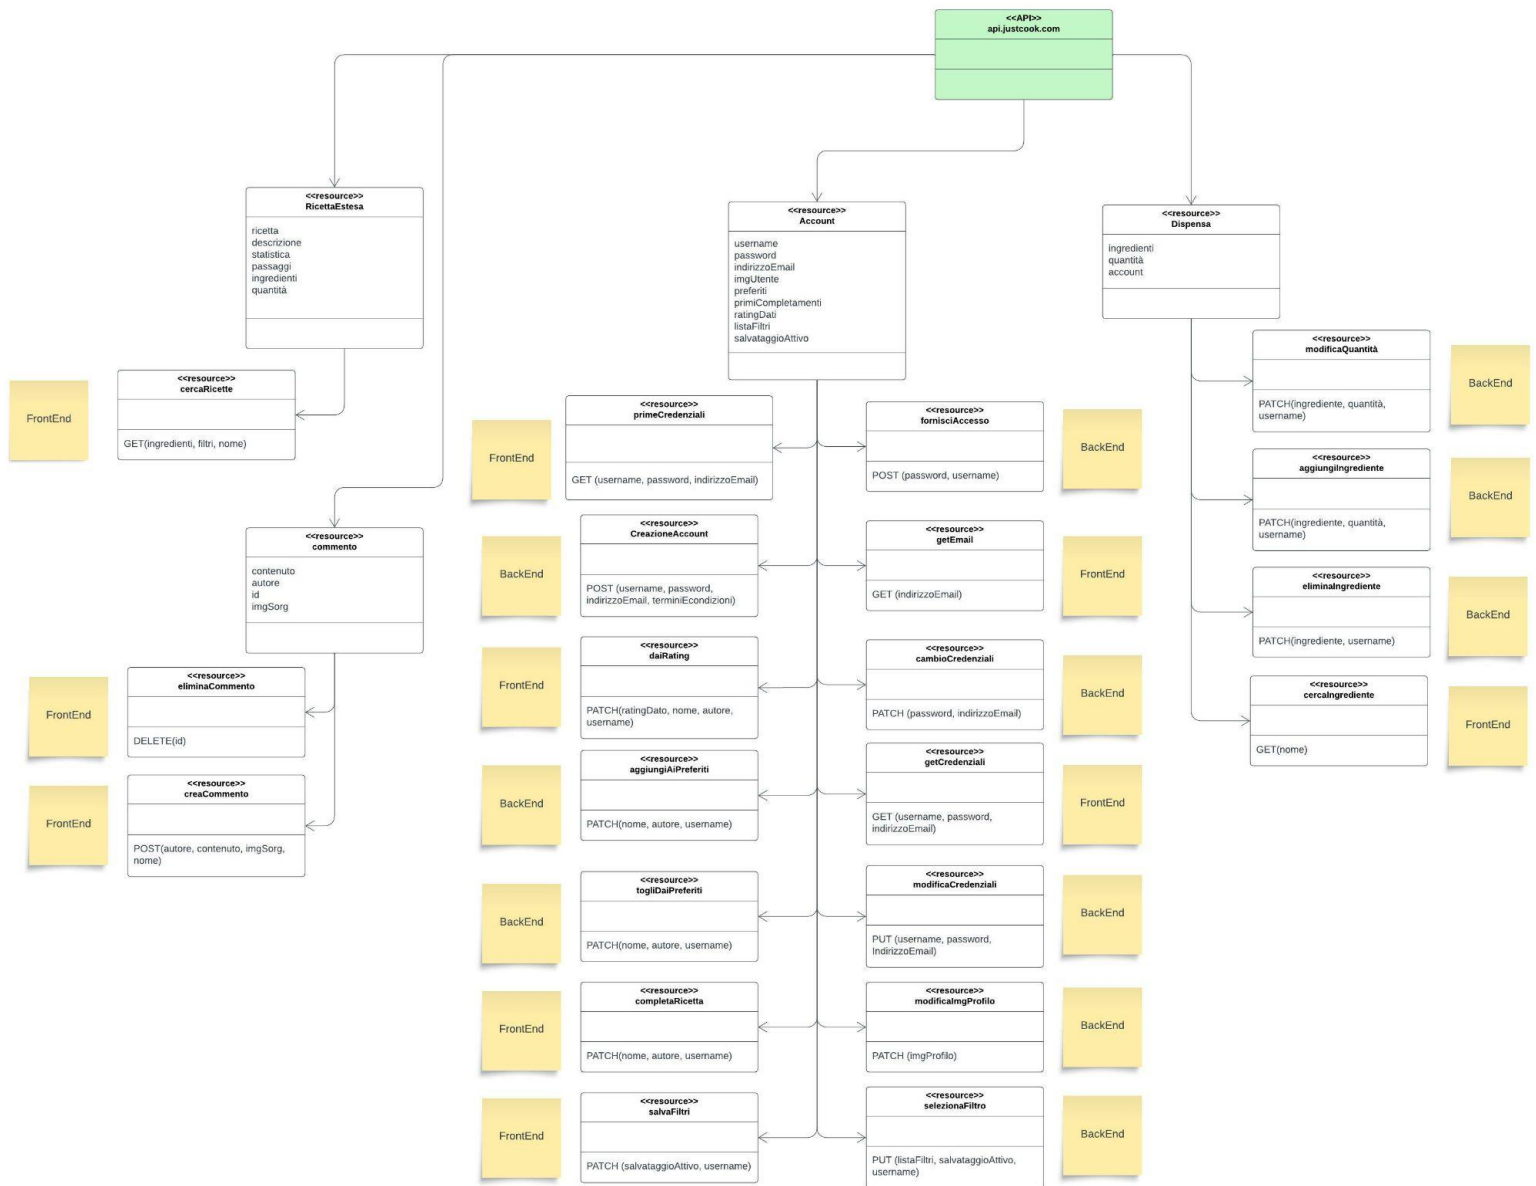 <<API>>
api.justcook.com
<<resource>>
RicettaEstesa
ricetta
descrizione
statistica
passaggi
ingredienti
quantità
<<resource>>
cercaRicette
GET(ingredienti, filtri, nome)
FrontEnd
<<resource>>
commento
contenuto
autore
id
imgSorg
<<resource>>
eliminaCommento
DELETE(id)
FrontEnd
<<resource>>
creaCommento
POST(autore, contenuto, imgSorg,
nome)
FrontEnd
<<resource>>
Account
username
password
indirizzoEmail
imgUtente
preferiti
primiCompletamenti
ratingDati
listaFiltri
salvataggioAttivo
FrontEnd
<<resource>>
primeCredenziali
GET (username, password, indirizzoEmail)
<<resource>>
fornisciAccesso
POST (password, username)
BackEnd
BackEnd
<<resource>>
CreazioneAccount
POST (username, password,
indirizzoEmail, terminiEcondizioni)
<<resource>>
getEmail
GET (indirizzoEmail)
FrontEnd
FrontEnd
<<resource>>
daiRating
PATCH(ratingDato, nome, autore,
username)
<<resource>>
cambioCredenziali
PATCH (password, indirizzoEmail)
BackEnd
BackEnd
<<resource>>
aggiungiAiPreferiti
PATCH(nome, autore, username)
<<resource>>
getCredenziali
GET (username, password,
indirizzoEmail)
FrontEnd
BackEnd
<<resource>>
togliDaiPreferiti
PATCH(nome, autore, username)
<<resource>>
modificaCredenziali
PUT (username, password,
IndirizzoEmail)
BackEnd
FrontEnd
<<resource>>
completaRicetta
PATCH(nome, autore, username)
<<resource>>
modificaImgProfilo
PATCH (imgProfilo)
BackEnd
FrontEnd
<<resource>>
salvaFiltri
PATCH (salvataggioAttivo, username)
<<resource>>
selezionaFiltro
PUT (listaFiltri, salvataggioAttivo,
username)
BackEnd
<<resource>>
Dispensa
ingredienti
quantità
account
<<resource>>
modificaQuantità
PATCH(ingrediente, quantità,
username)
BackEnd
<<resource>>
aggiungiIngrediente
PATCH(ingrediente, quantità,
username)
BackEnd
<<resource>>
eliminaIngrediente
PATCH(ingrediente, username)
BackEnd
<<resource>>
cercaIngrediente
GET(nome)
FrontEnd